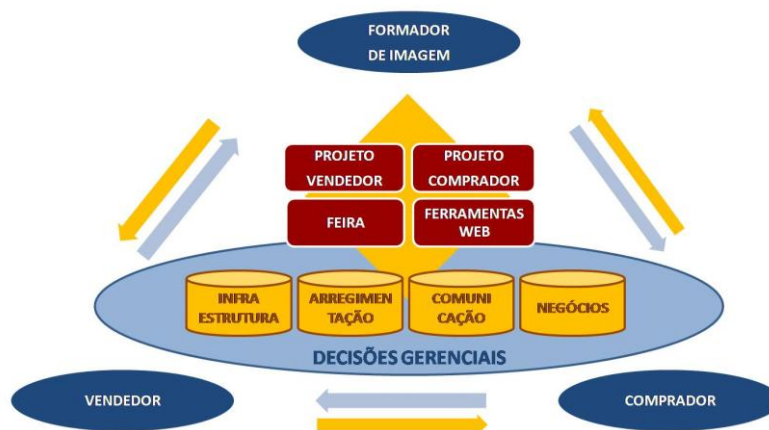 FORMADOR
DE IMAGEM
PROJETO
VENDEDOR
PROJETO
COMPRADOR
FEIRA
FERRAMENTAS
WEB
INFRA
ESTRUTURA
ARREGIMEN
TAÇÃO
COMUNI
CAÇÃO
NEGÓCIOS
DECISÕES GERENCIAIS
VENDEDOR
COMPRADOR